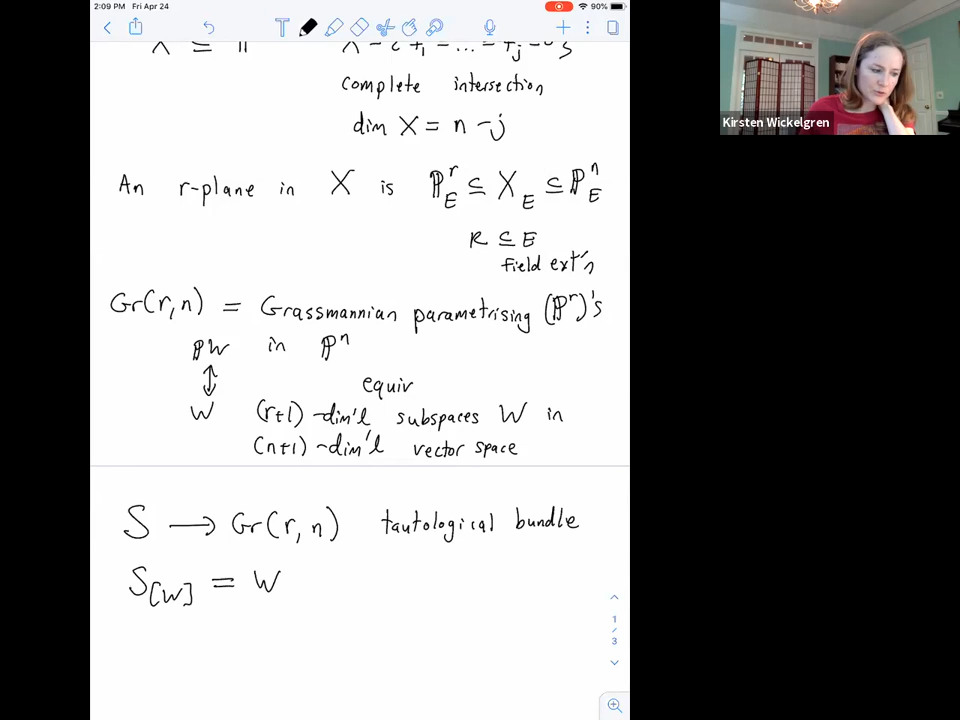 2:09 PM Fri Apr 24
90%
complete intersection
dim X = n - j
An r-plane in X is ℙ^r_E ⊆ X_E ⊆ ℙ^n_E
k ⊆ E
field ext'n
Gr(r,n) = Grassmannian parametrising (ℙ^r)'s
ℙW in ℙ^n
↕ equiv
W (r+1)-dim'l subspaces W in
(n+1)-dim'l vector space
S → Gr(r,n) tautological bundle
S_[W] = W
1
/
3
Kirsten Wickelgren